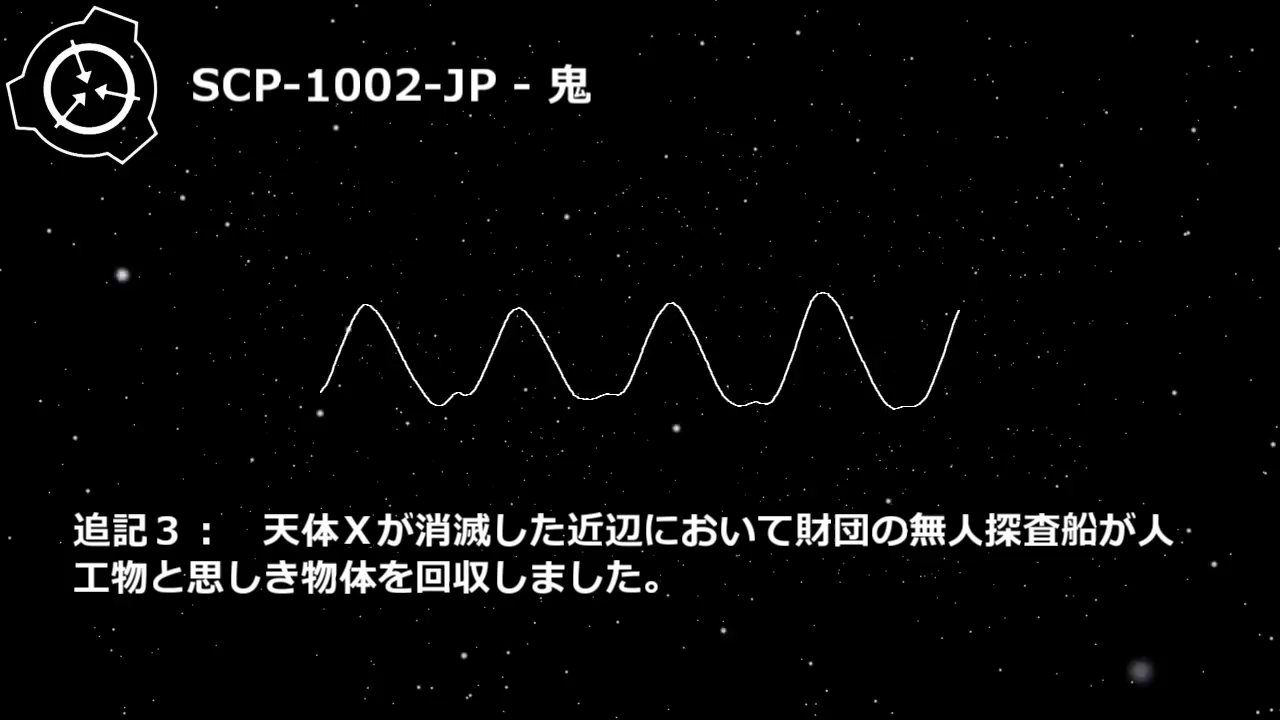 SCP-1002-JP - 鬼
追記３：　天体Ｘが消滅した近辺において財団の無人探査船が人
工物と思しき物体を回収しました。